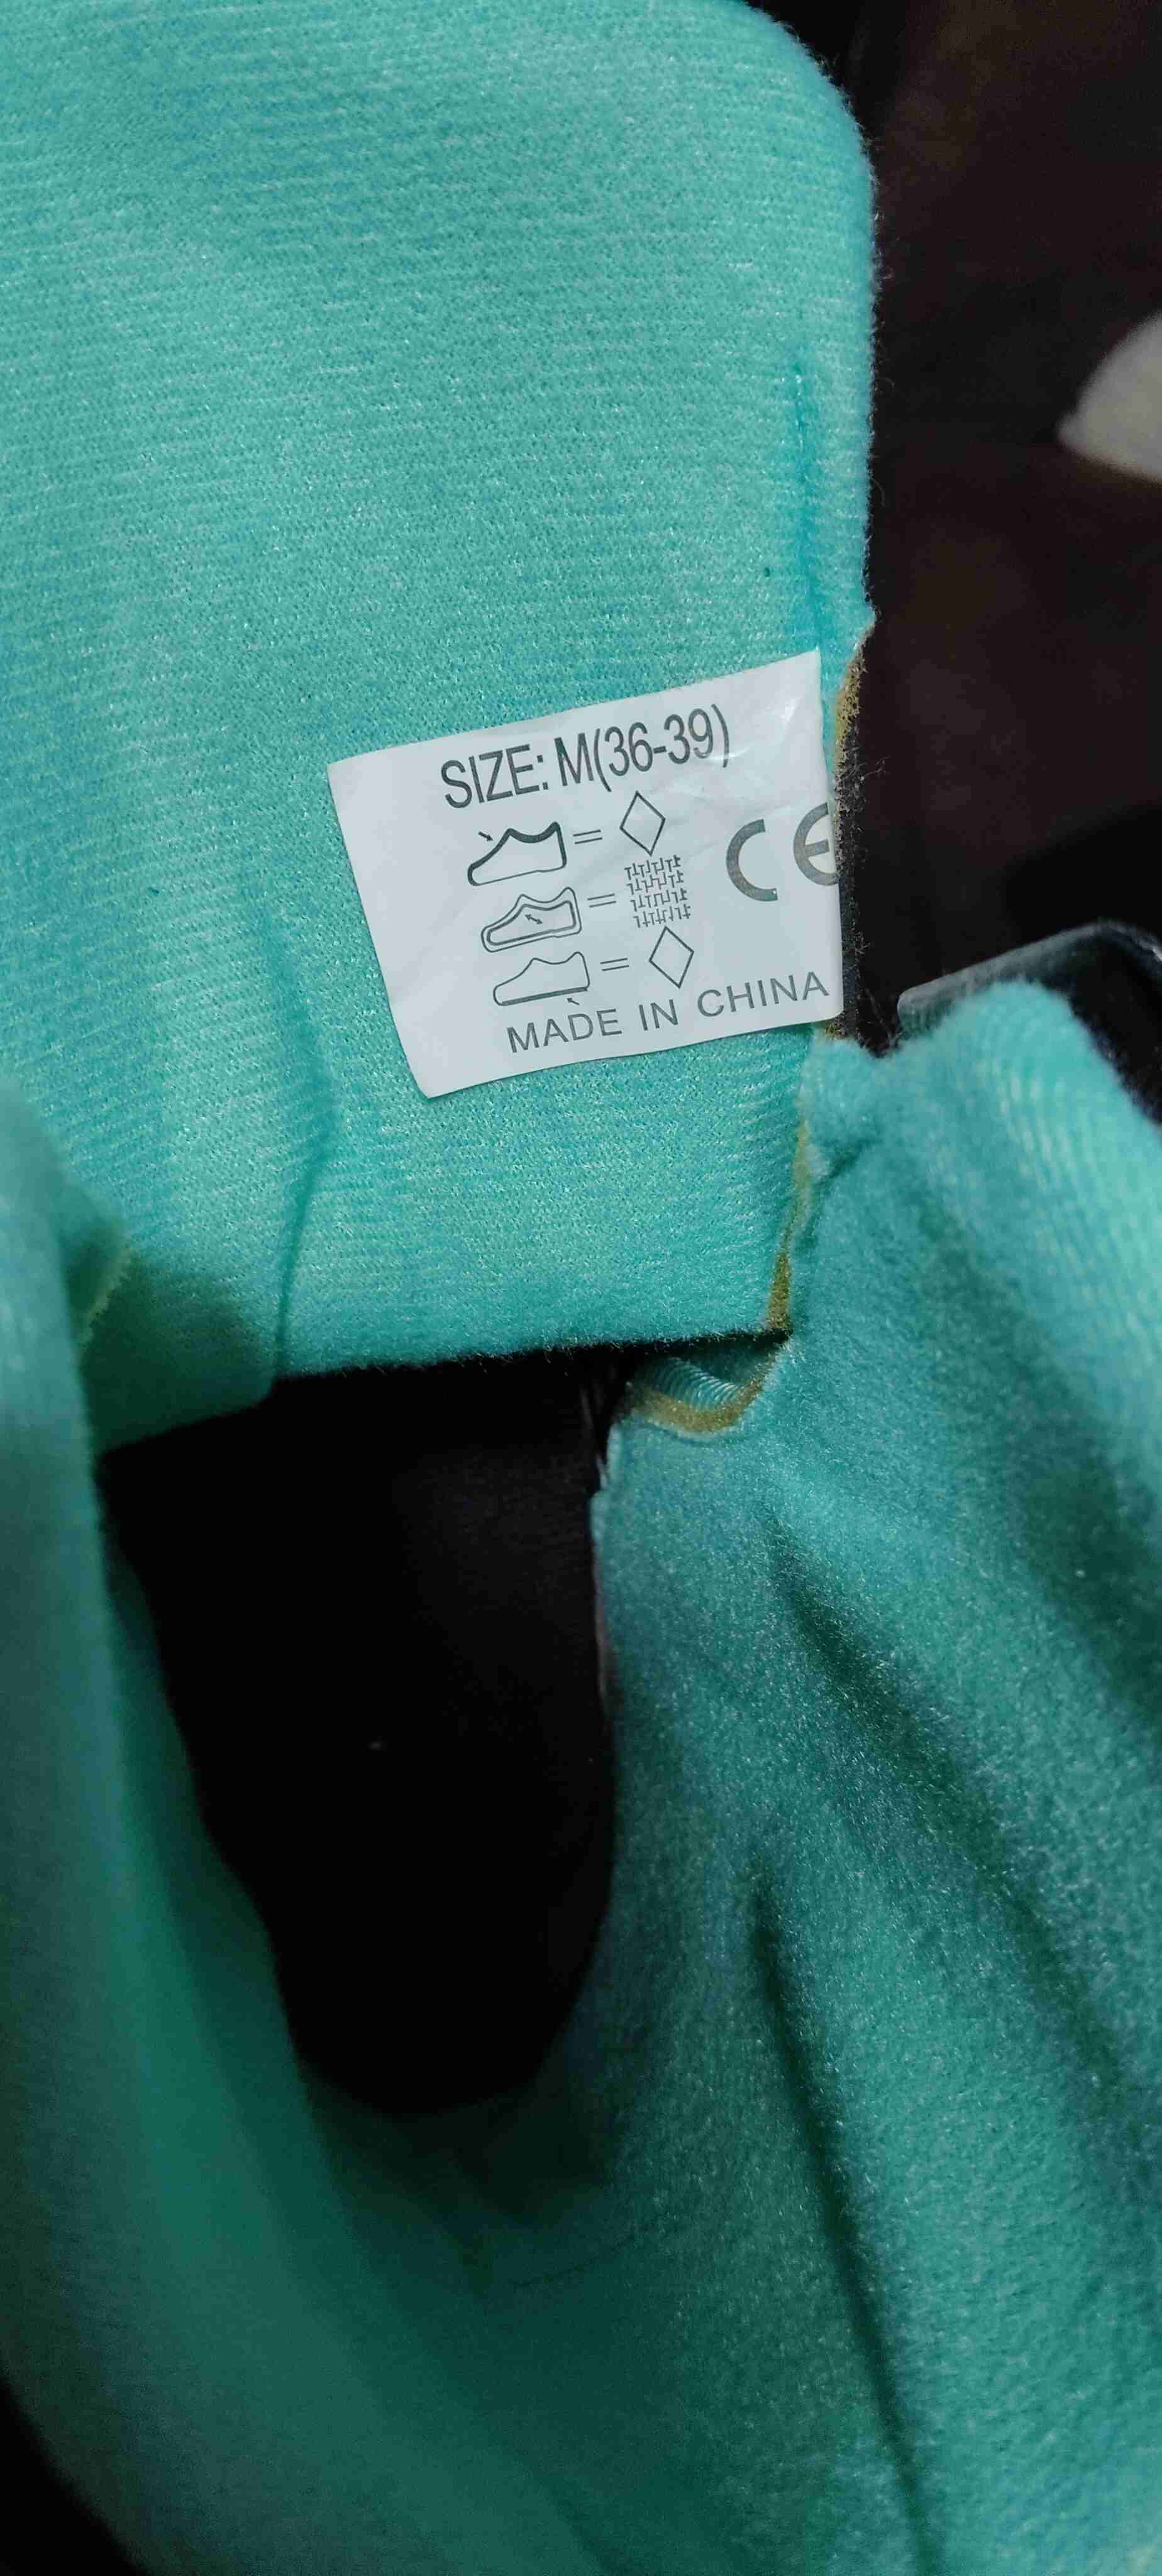 SIZE: M(36-39)
=
= CE
=
MADE IN CHINA